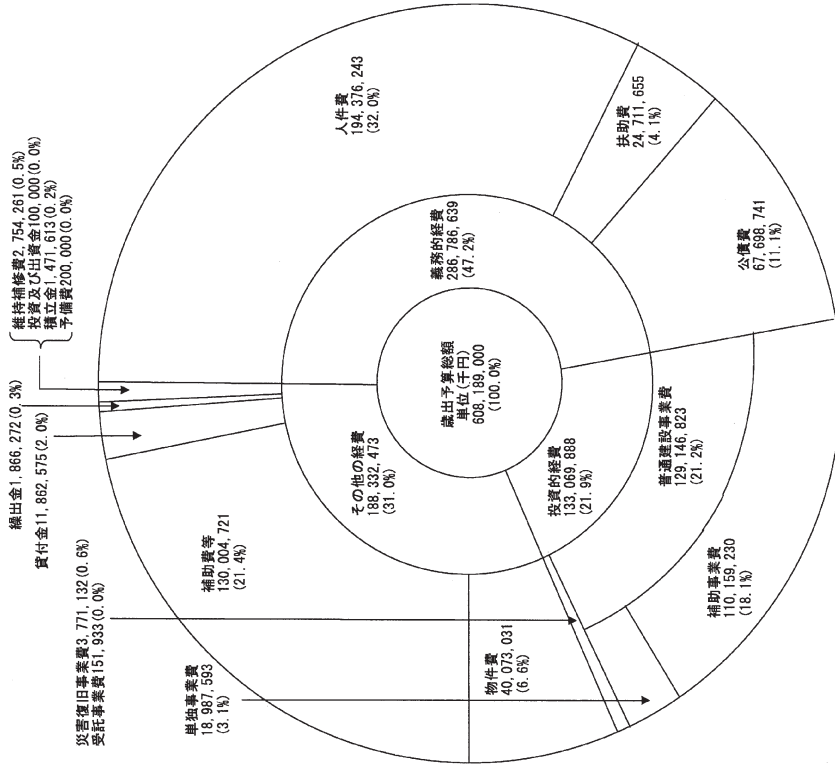 歳出予算総額
単位(千円)
608,189,000
(100.0%)
義務的経費
286,786,639
(47.2%)
人件費
194,376,243
(32.0%)
扶助費
24,711,655
(4.1%)
公債費
67,698,741
(11.1%)
投資的経費
133,069,888
(21.9%)
普通建設事業費
129,146,823
(21.2%)
補助事業費
110,159,230
(18.1%)
単独事業費
18,987,593
(3.1%)
災害復旧事業費3,771,132(0.6%)
受託事業費151,933(0.0%)
その他の経費
188,332,473
(31.0%)
物件費
40,073,031
(6.6%)
補助費等
130,004,721
(21.4%)
貸付金11,862,575(2.0%)
繰出金1,866,272(0.3%)
維持補修費2,754,261(0.5%)
投資及び出資金100,000(0.0%)
積立金1,471,613(0.2%)
予備費200,000(0.0%)